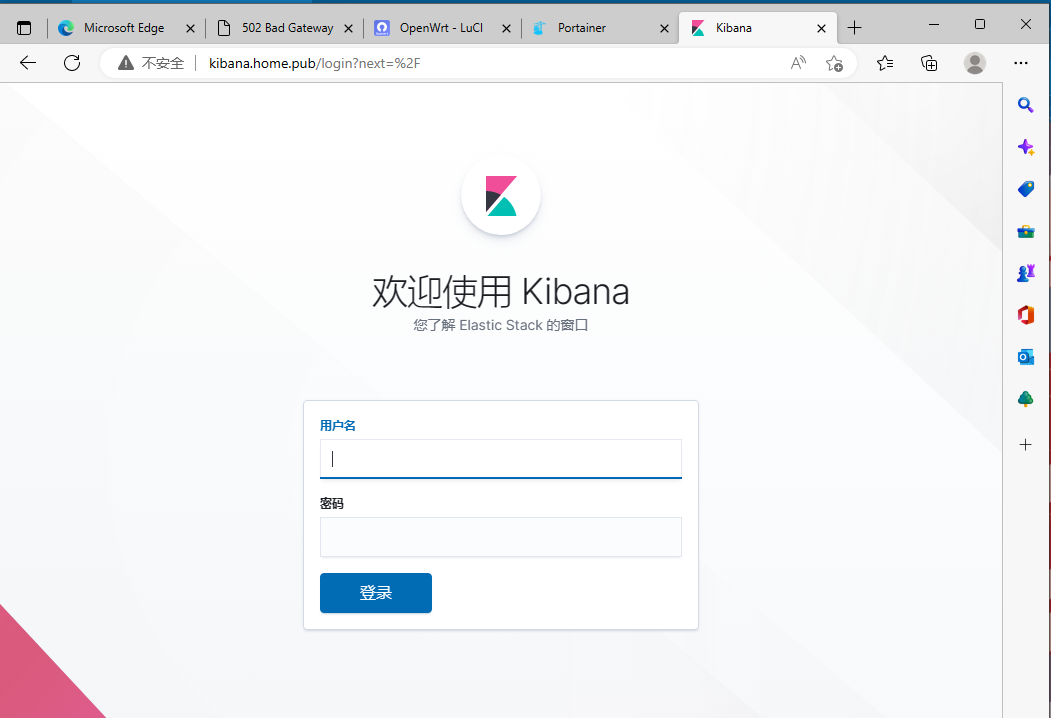 Microsoft Edge
502 Bad Gateway
OpenWrt - LuCI
Portainer
Kibana
不安全
kibana.home.pub/login?next=%2F
欢迎使用 Kibana
您了解 Elastic Stack 的窗口
用户名
密码
登录